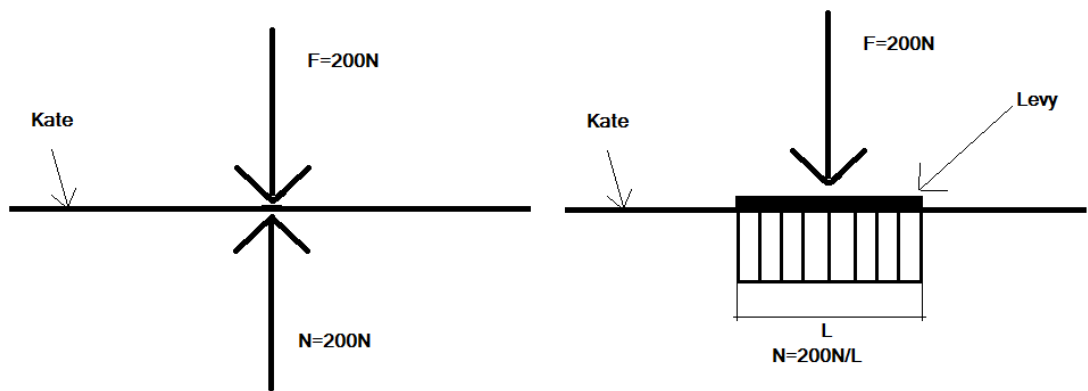 F=200N
Kate
N=200N
F=200N
Levy
Kate
L
N=200N/L